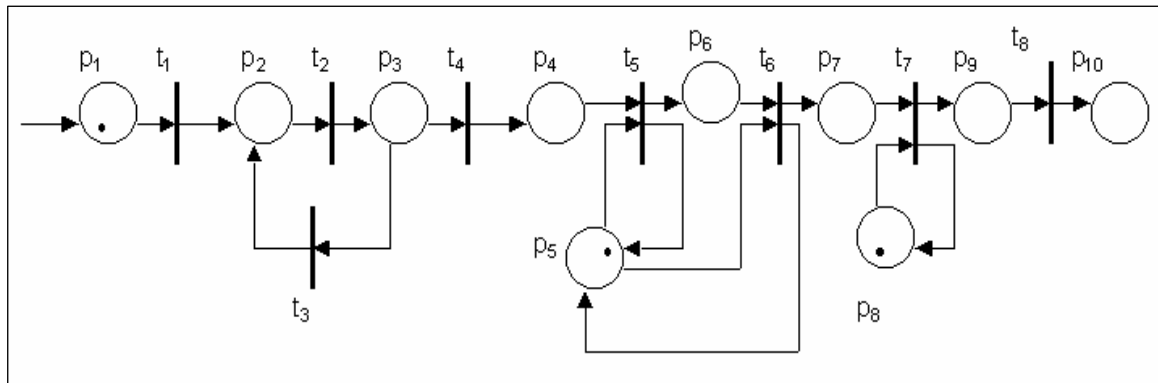 p₁ t₁ p₂ t₂ p₃ t₄ p₄ t₅ p₆ t₆ p₇ t₇ p₉ t₈ p₁₀
p₅
t₃ p₈